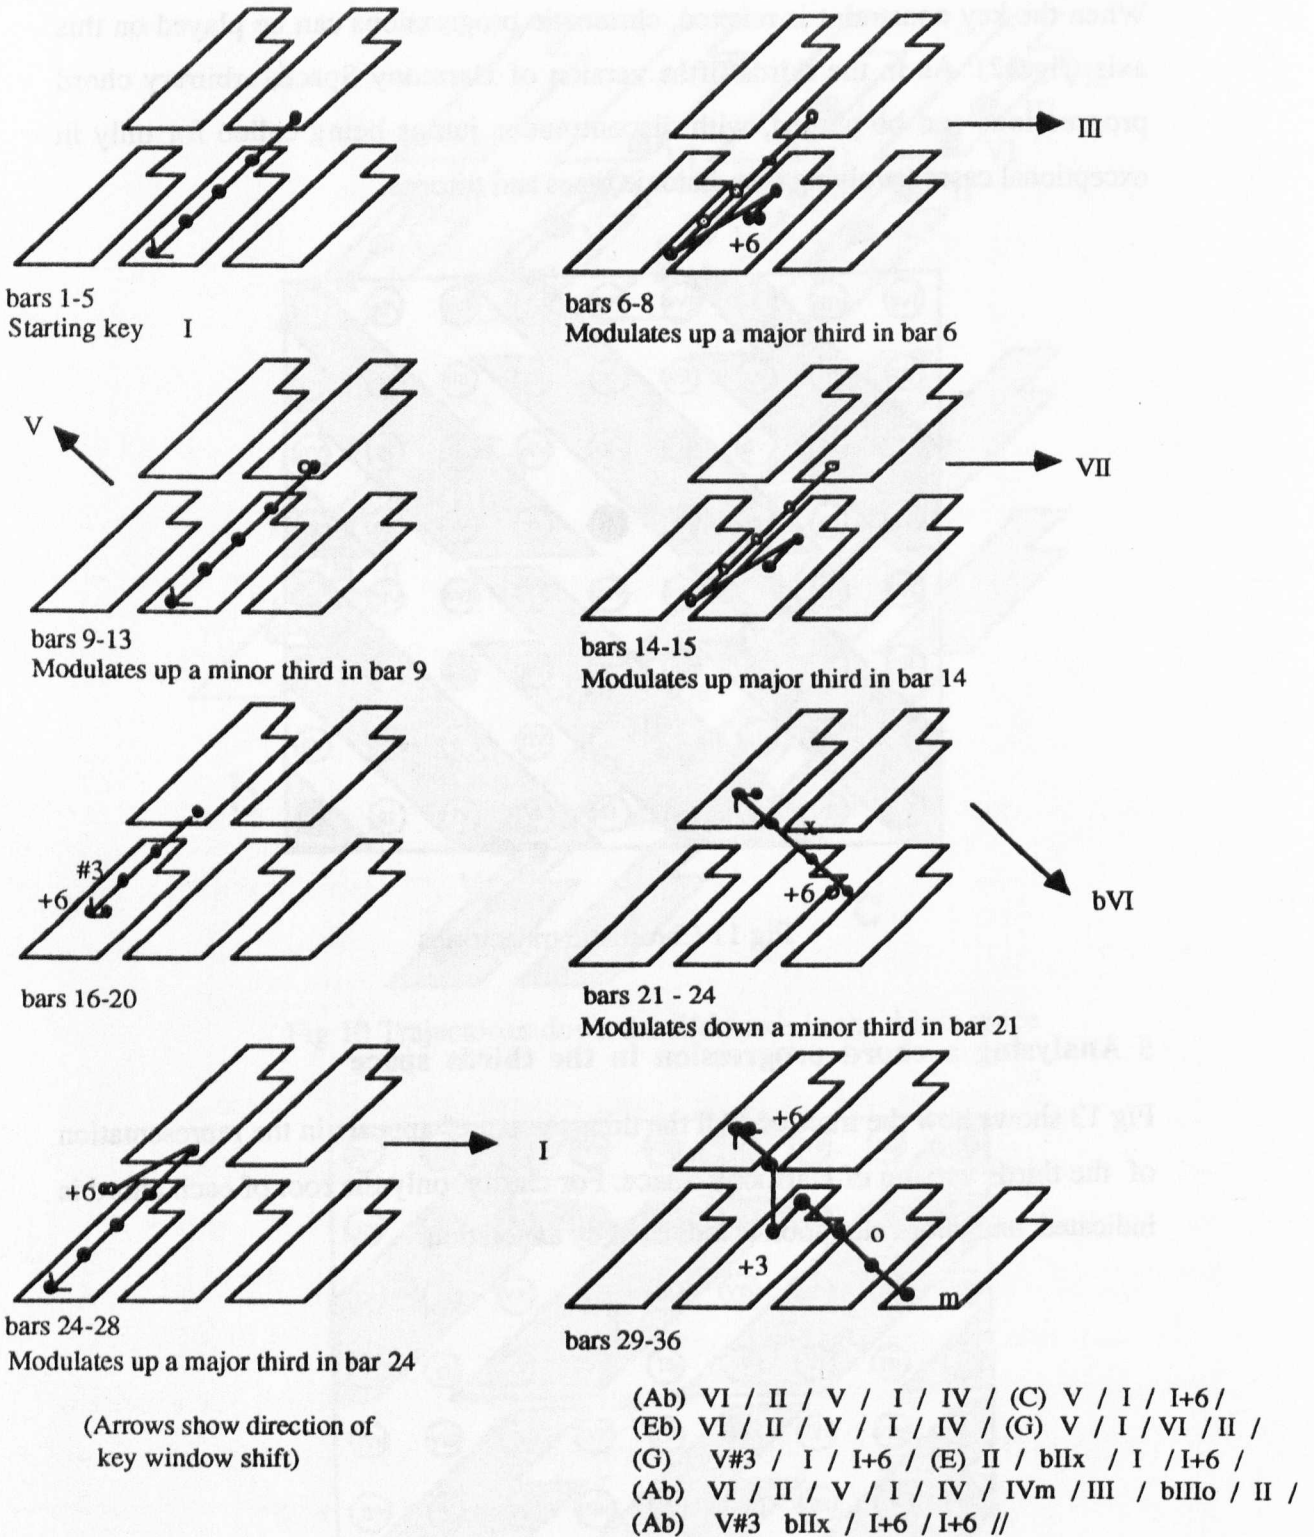 III
+6
bars 1-5
Starting key I
bars 6-8
Modulates up a major third in bar 6
V
VII
bars 9-13
Modulates up a minor third in bar 9
bars 14-15
Modulates up major third in bar 14
#3
+6
x
+6
bVI
bars 16-20
bars 21 - 24
Modulates down a minor third in bar 21
+6
I
+6
+3
o
m
bars 24-28
Modulates up a major third in bar 24
bars 29-36
(Arrows show direction of
key window shift)
(Ab) VI / II / V / I / IV / (C) V / I / I+6 /
(Eb) VI / II / V / I / IV / (G) V / I / VI / II /
(G) V#3 / I / I+6 / (E) II / bIIx / I / I+6 /
(Ab) VI / II / V / I / IV / IVm / III / bIIIo / II /
(Ab) V#3 bIIx / I+6 / I+6 //